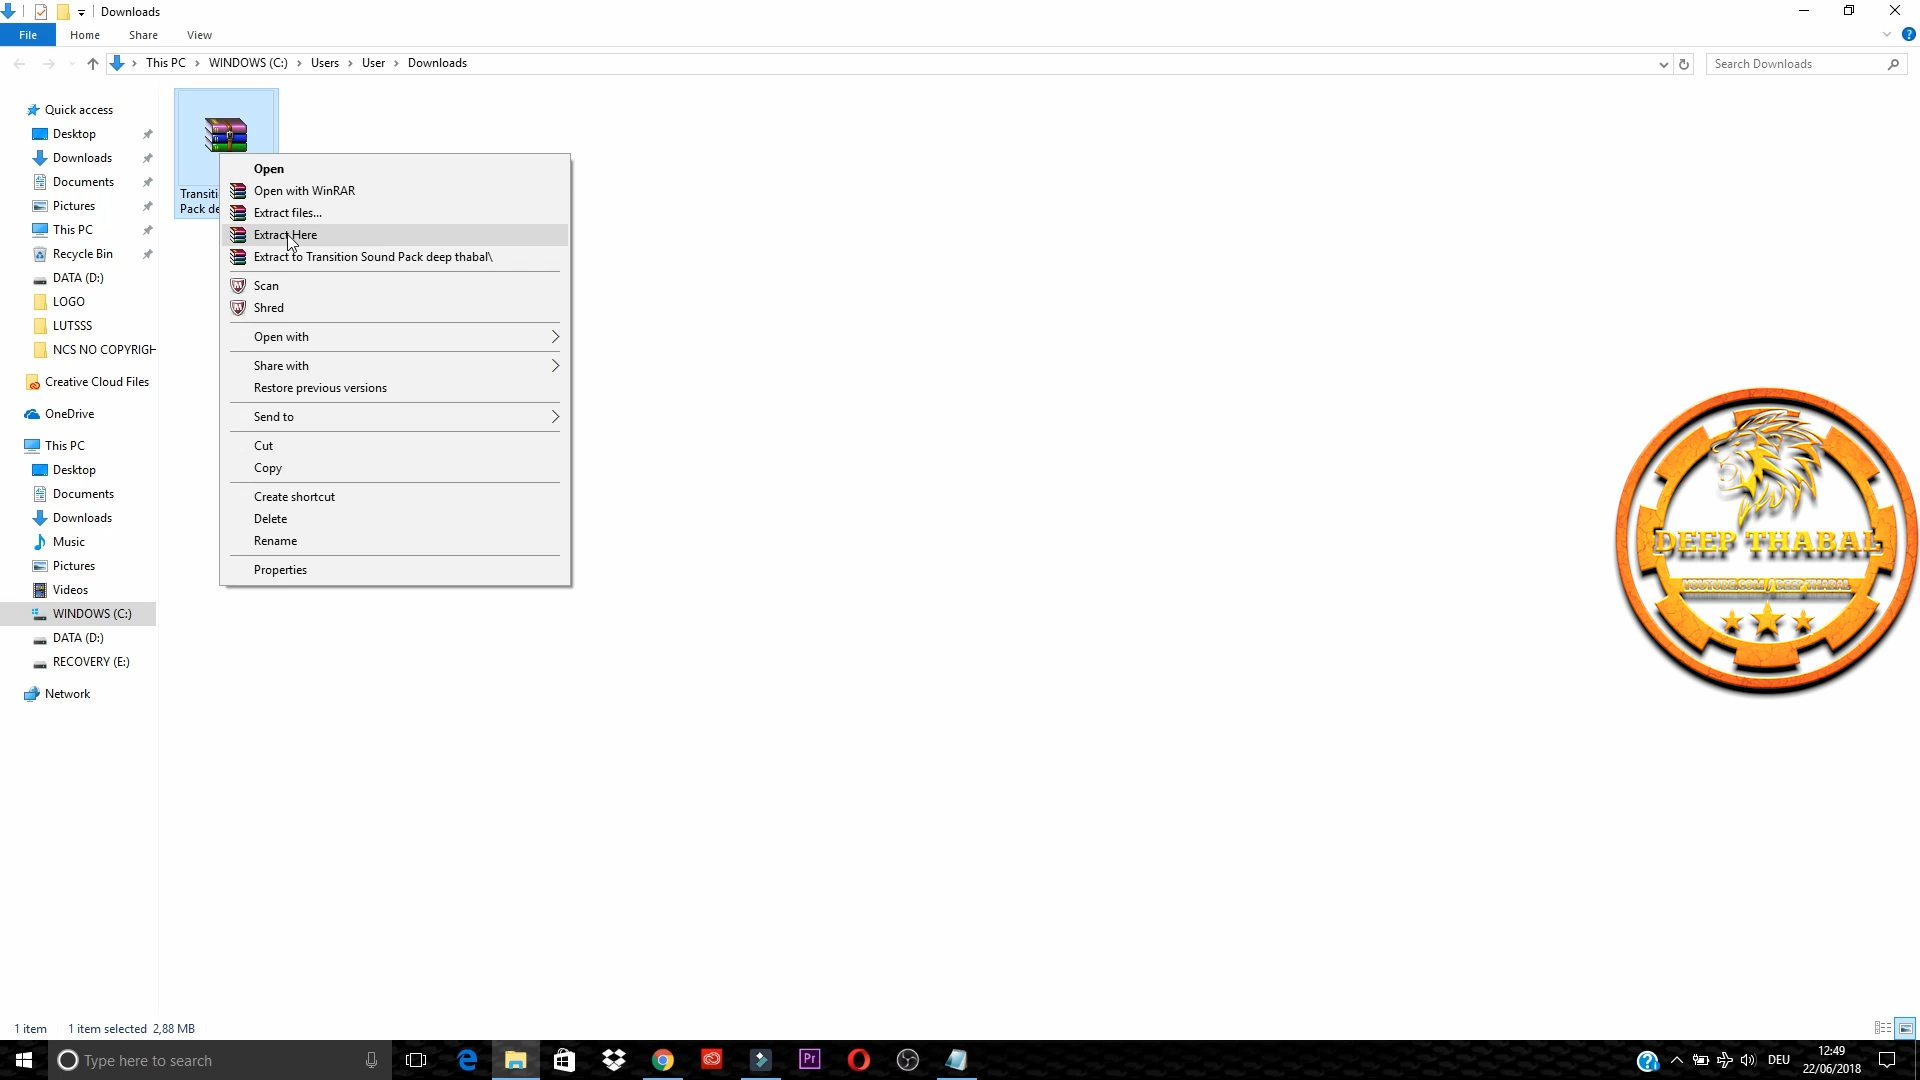 Downloads
File
Home
Share
View
This PC
WINDOWS (C:)
Users
User
Downloads
Search Downloads
Quick access
Desktop
Downloads
Documents
Pictures
This PC
Recycle Bin
DATA (D:)
LOGO
LUTSSS
NCS NO COPYRIGH
Creative Cloud Files
OneDrive
This PC
Desktop
Documents
Downloads
Music
Pictures
Videos
WINDOWS (C:)
DATA (D:)
RECOVERY (E:)
Network
Transiti
Pack de
Open
Open with WinRAR
Extract files...
Extract Here
Extract to Transition Sound Pack deep thabal\
Scan
Shred
Open with
Share with
Restore previous versions
Send to
Cut
Copy
Create shortcut
Delete
Rename
Properties
DEEP THABAL
YOUTUBE.COM / DEEP THABAL
1 item
1 item selected 2,88 MB
Type here to search
Pr
DEU
12:49
22/06/2018